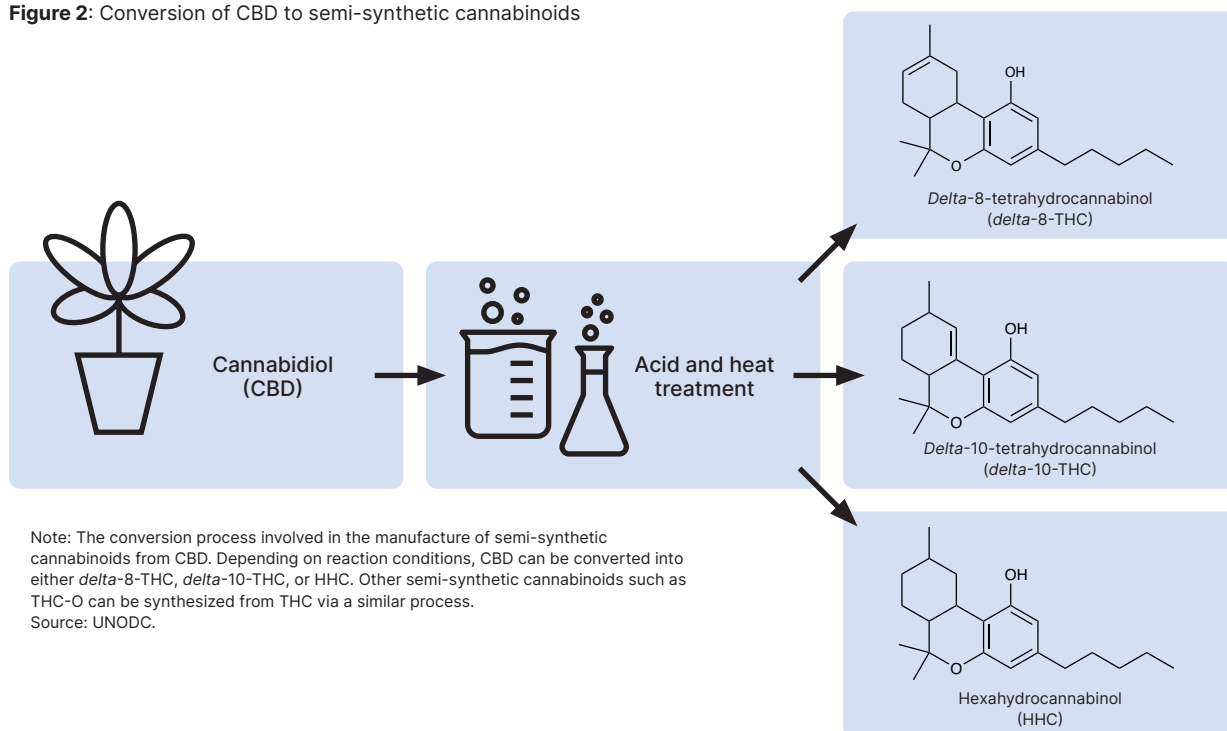 Figure 2: Conversion of CBD to semi-synthetic cannabinoids
Cannabidiol
(CBD)
Acid and heat
treatment
OH
O
Delta-8-tetrahydrocannabinol
(delta-8-THC)
OH
O
Delta-10-tetrahydrocannabinol
(delta-10-THC)
OH
O
Hexahydrocannabinol
(HHC)
Note: The conversion process involved in the manufacture of semi-synthetic
cannabinoids from CBD. Depending on reaction conditions, CBD can be converted into
either delta-8-THC, delta-10-THC, or HHC. Other semi-synthetic cannabinoids such as
THC-O can be synthesized from THC via a similar process.
Source: UNODC.